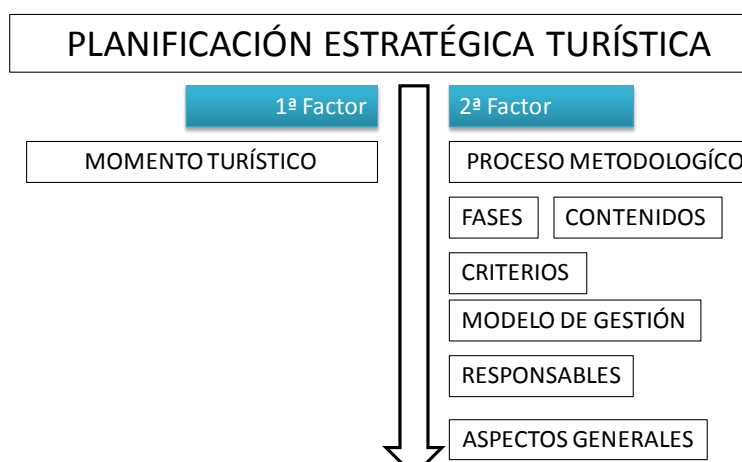 PLANIFICACIÓN ESTRATÉGICA TURÍSTICA
1ª Factor
2ª Factor
MOMENTO TURÍSTICO
PROCESO METODOLOGÍCO
FASES
CONTENIDOS
CRITERIOS
MODELO DE GESTIÓN
RESPONSABLES
ASPECTOS GENERALES